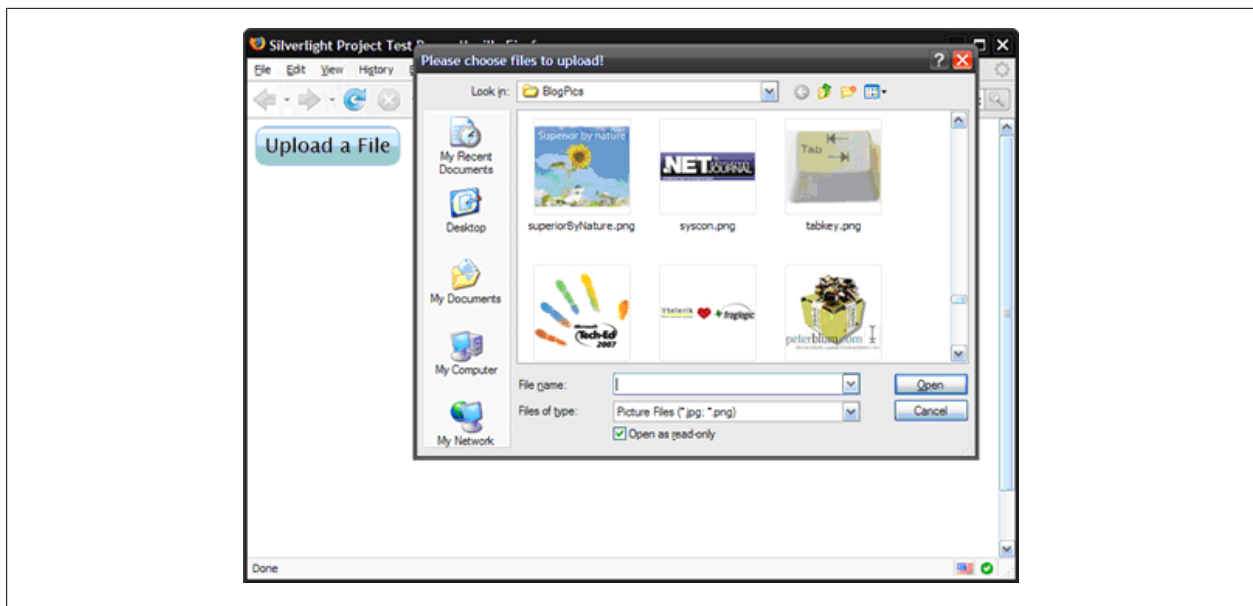 Silverlight Project Test
Please choose files to upload!
File Edit View History
Look in: BogPics
Upload a File
My Recent
Documents
Desktop
My Documents
My Computer
My Network
Superior by nature
.NET
JOURNAL
Tab
superiorByNature.png
syscon.png
tabkey.png
Microsoft
Tech·Ed
2007
telerik + froglogic
peterblum.com
File name:
Open
Files of type: Picture Files (*.jpg; *.png)
Cancel
Open as read-only
Done